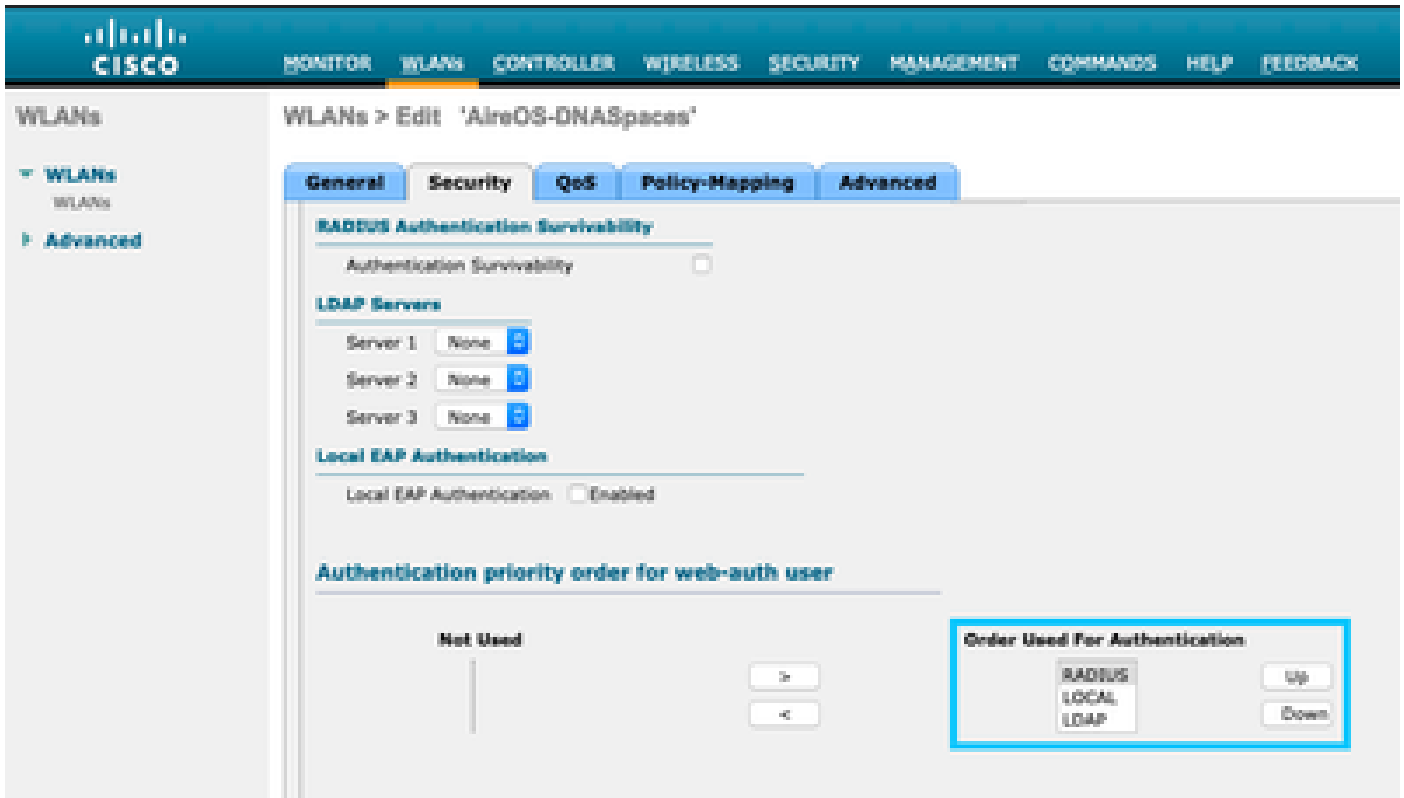 CISCO
MONITOR WLANs CONTROLLER WIRELESS SECURITY MANAGEMENT COMMANDS HELP FEEDBACK
WLANs
WLANs > Edit 'AireOS-DNASpaces'
WLANs
WLANs
Advanced
General Security QoS Policy-Mapping Advanced
RADIUS Authentication Survivability
Authentication Survivability
LDAP Servers
Server 1 None
Server 2 None
Server 3 None
Local EAP Authentication
Local EAP Authentication Enabled
Authentication priority order for web-auth user
Not Used
>
<
Order Used For Authentication
RADIUS
LOCAL
LDAP
Up
Down